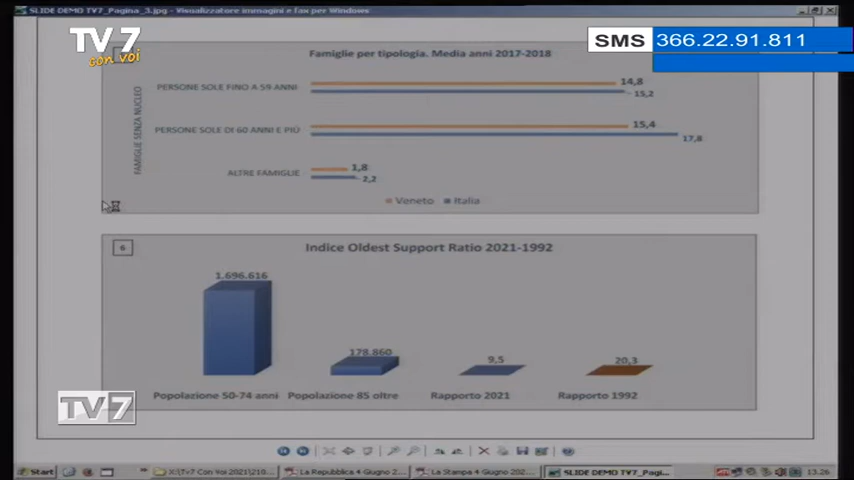 SLIDE DEMO TV7_Pagina_3.jpg - Visualizzatore immagini e fax per Windows
TV7
con voi
SMS 366.22.91.811
Famiglie per tipologia. Media anni 2017-2018
FAMIGLIE SENZA NUCLEO
PERSONE SOLE FINO A 59 ANNI
14,8
15,2
PERSONE SOLE DI 60 ANNI E PIÙ
15,4
17,8
ALTRE FAMIGLIE
1,8
2,2
Veneto Italia
6
Indice Oldest Support Ratio 2021-1992
1.696.616
178.860
9,5
20,3
Popolazione 50-74 anni Popolazione 85 oltre Rapporto 2021 Rapporto 1992
TV7
Start
X:\Tv7 Con Voi 2021\210...
La Repubblica 4 Giugno 2...
La Stampa 4 Giugno 202...
SLIDE DEMO TV7_Pagi...
13.26